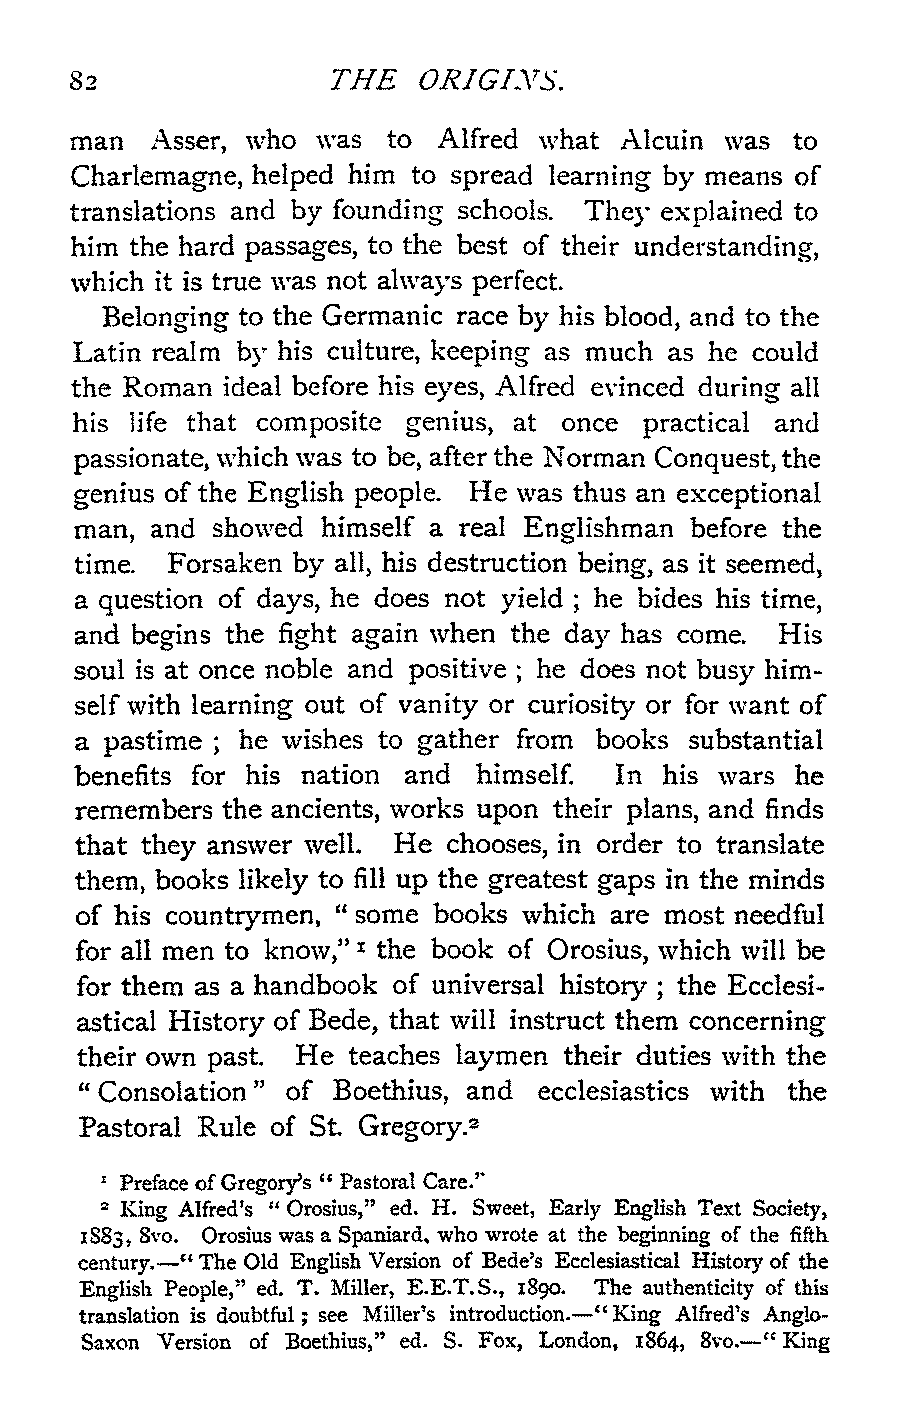 82 THE ORIGINS.
man Asser, who was to Alfred what Alcuin was to
Charlemagne, helped him to spread learning by means of
translations and by founding schools. They explained to
him the hard passages, to the best of their understanding,
which it is true was not always perfect.
Belonging to the Germanic race by his blood, and to the
Latin realm by his culture, keeping as much as he could
the Roman ideal before his eyes, Alfred evinced during all
his life that composite genius, at once practical and
passionate, which was to be, after the Norman Conquest, the
genius of the English people. He was thus an exceptional
man, and showed himself a real Englishman before the
time. Forsaken by all, his destruction being, as it seemed,
a question of days, he does not yield ; he bides his time,
and begins the fight again when the day has come. His
soul is at once noble and positive ; he does not busy him-
self with learning out of vanity or curiosity or for want of
a pastime ; he wishes to gather from books substantial
benefits for his nation and himself. In his wars he
remembers the ancients, works upon their plans, and finds
that they answer well. He chooses, in order to translate
them, books likely to fill up the greatest gaps in the minds
of his countrymen, " some books which are most needful
for all men to know," ¹ the book of Orosius, which will be
for them as a handbook of universal history ; the Ecclesi-
astical History of Bede, that will instruct them concerning
their own past. He teaches laymen their duties with the
" Consolation " of Boethius, and ecclesiastics with the
Pastoral Rule of St. Gregory.²
¹ Preface of Gregory's " Pastoral Care."
² King Alfred's " Orosius," ed. H. Sweet, Early English Text Society,
1883, 8vo. Orosius was a Spaniard, who wrote at the beginning of the fifth
century.—" The Old English Version of Bede's Ecclesiastical History of the
English People," ed. T. Miller, E.E.T.S., 1890. The authenticity of this
translation is doubtful ; see Miller's introduction.—" King Alfred's Anglo-
Saxon Version of Boethius," ed. S. Fox, London, 1864, 8vo.—" King